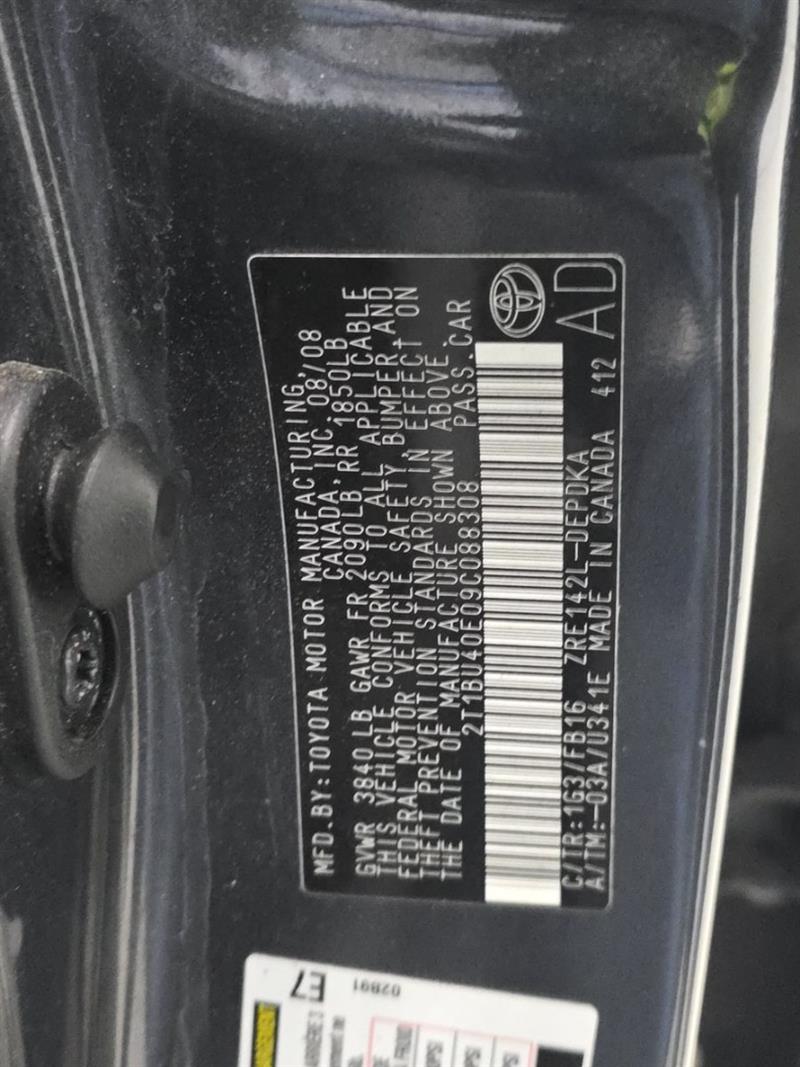 MFD.BY:TOYOTA MOTOR MANUFACTURING,
CANADA, INC. 08/08
GVWR 3840 LB GAWR FR 2090LB,RR 1850LB
THIS VEHICLE CONFORMS TO ALL APPLICABLE
FEDERAL MOTOR VEHICLE SAFETY, BUMPER, AND
THEFT PREVENTION STANDARDS IN EFFECT ON
THE DATE OF MANUFACTURE SHOWN ABOVE.
2T1BU40E09C088308 PASS.CAR
C/TR:1G3/FB16 ZRE142L-DEPDKA
A/TM:-03A/U341E MADE IN CANADA 412
AD
E7
02B91